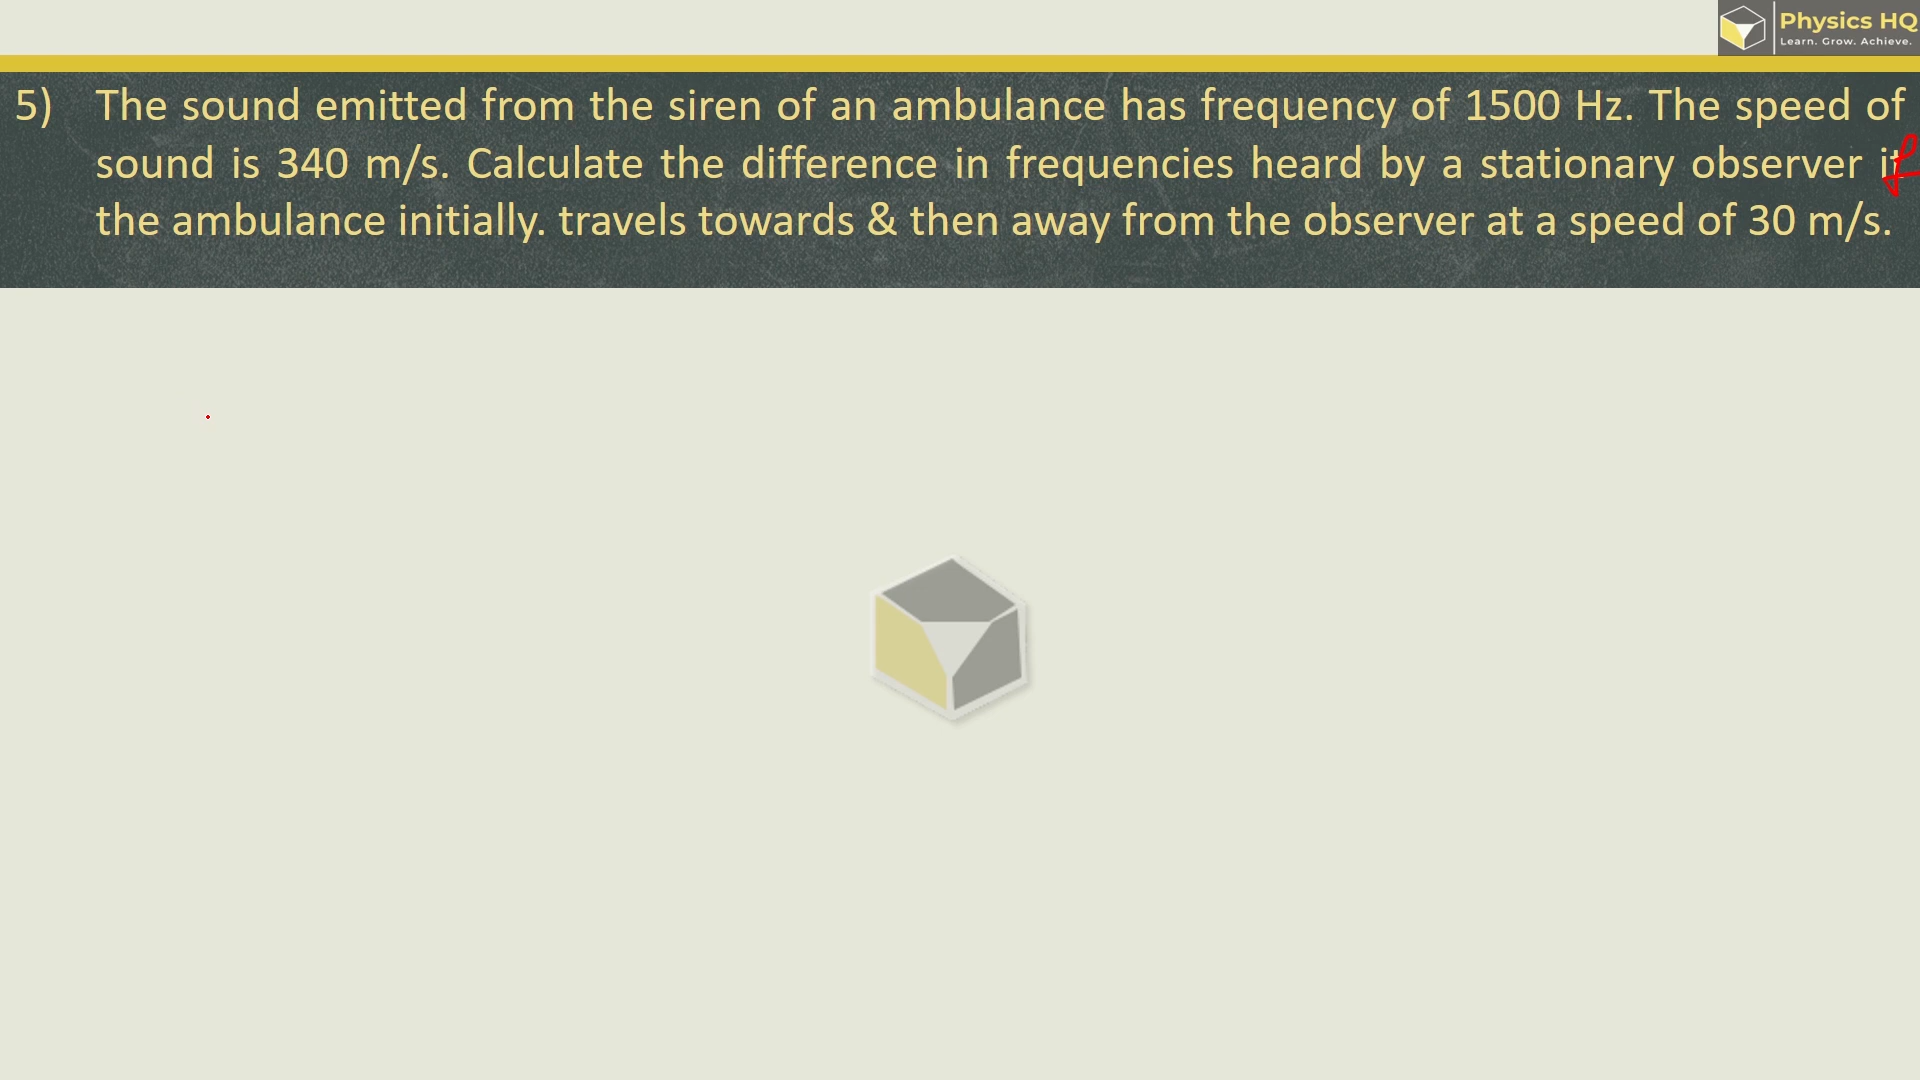 Physics HQ
Learn. Grow. Achieve.
5) The sound emitted from the siren of an ambulance has frequency of 1500 Hz. The speed of
sound is 340 m/s. Calculate the difference in frequencies heard by a stationary observer if
the ambulance initially. travels towards & then away from the observer at a speed of 30 m/s.